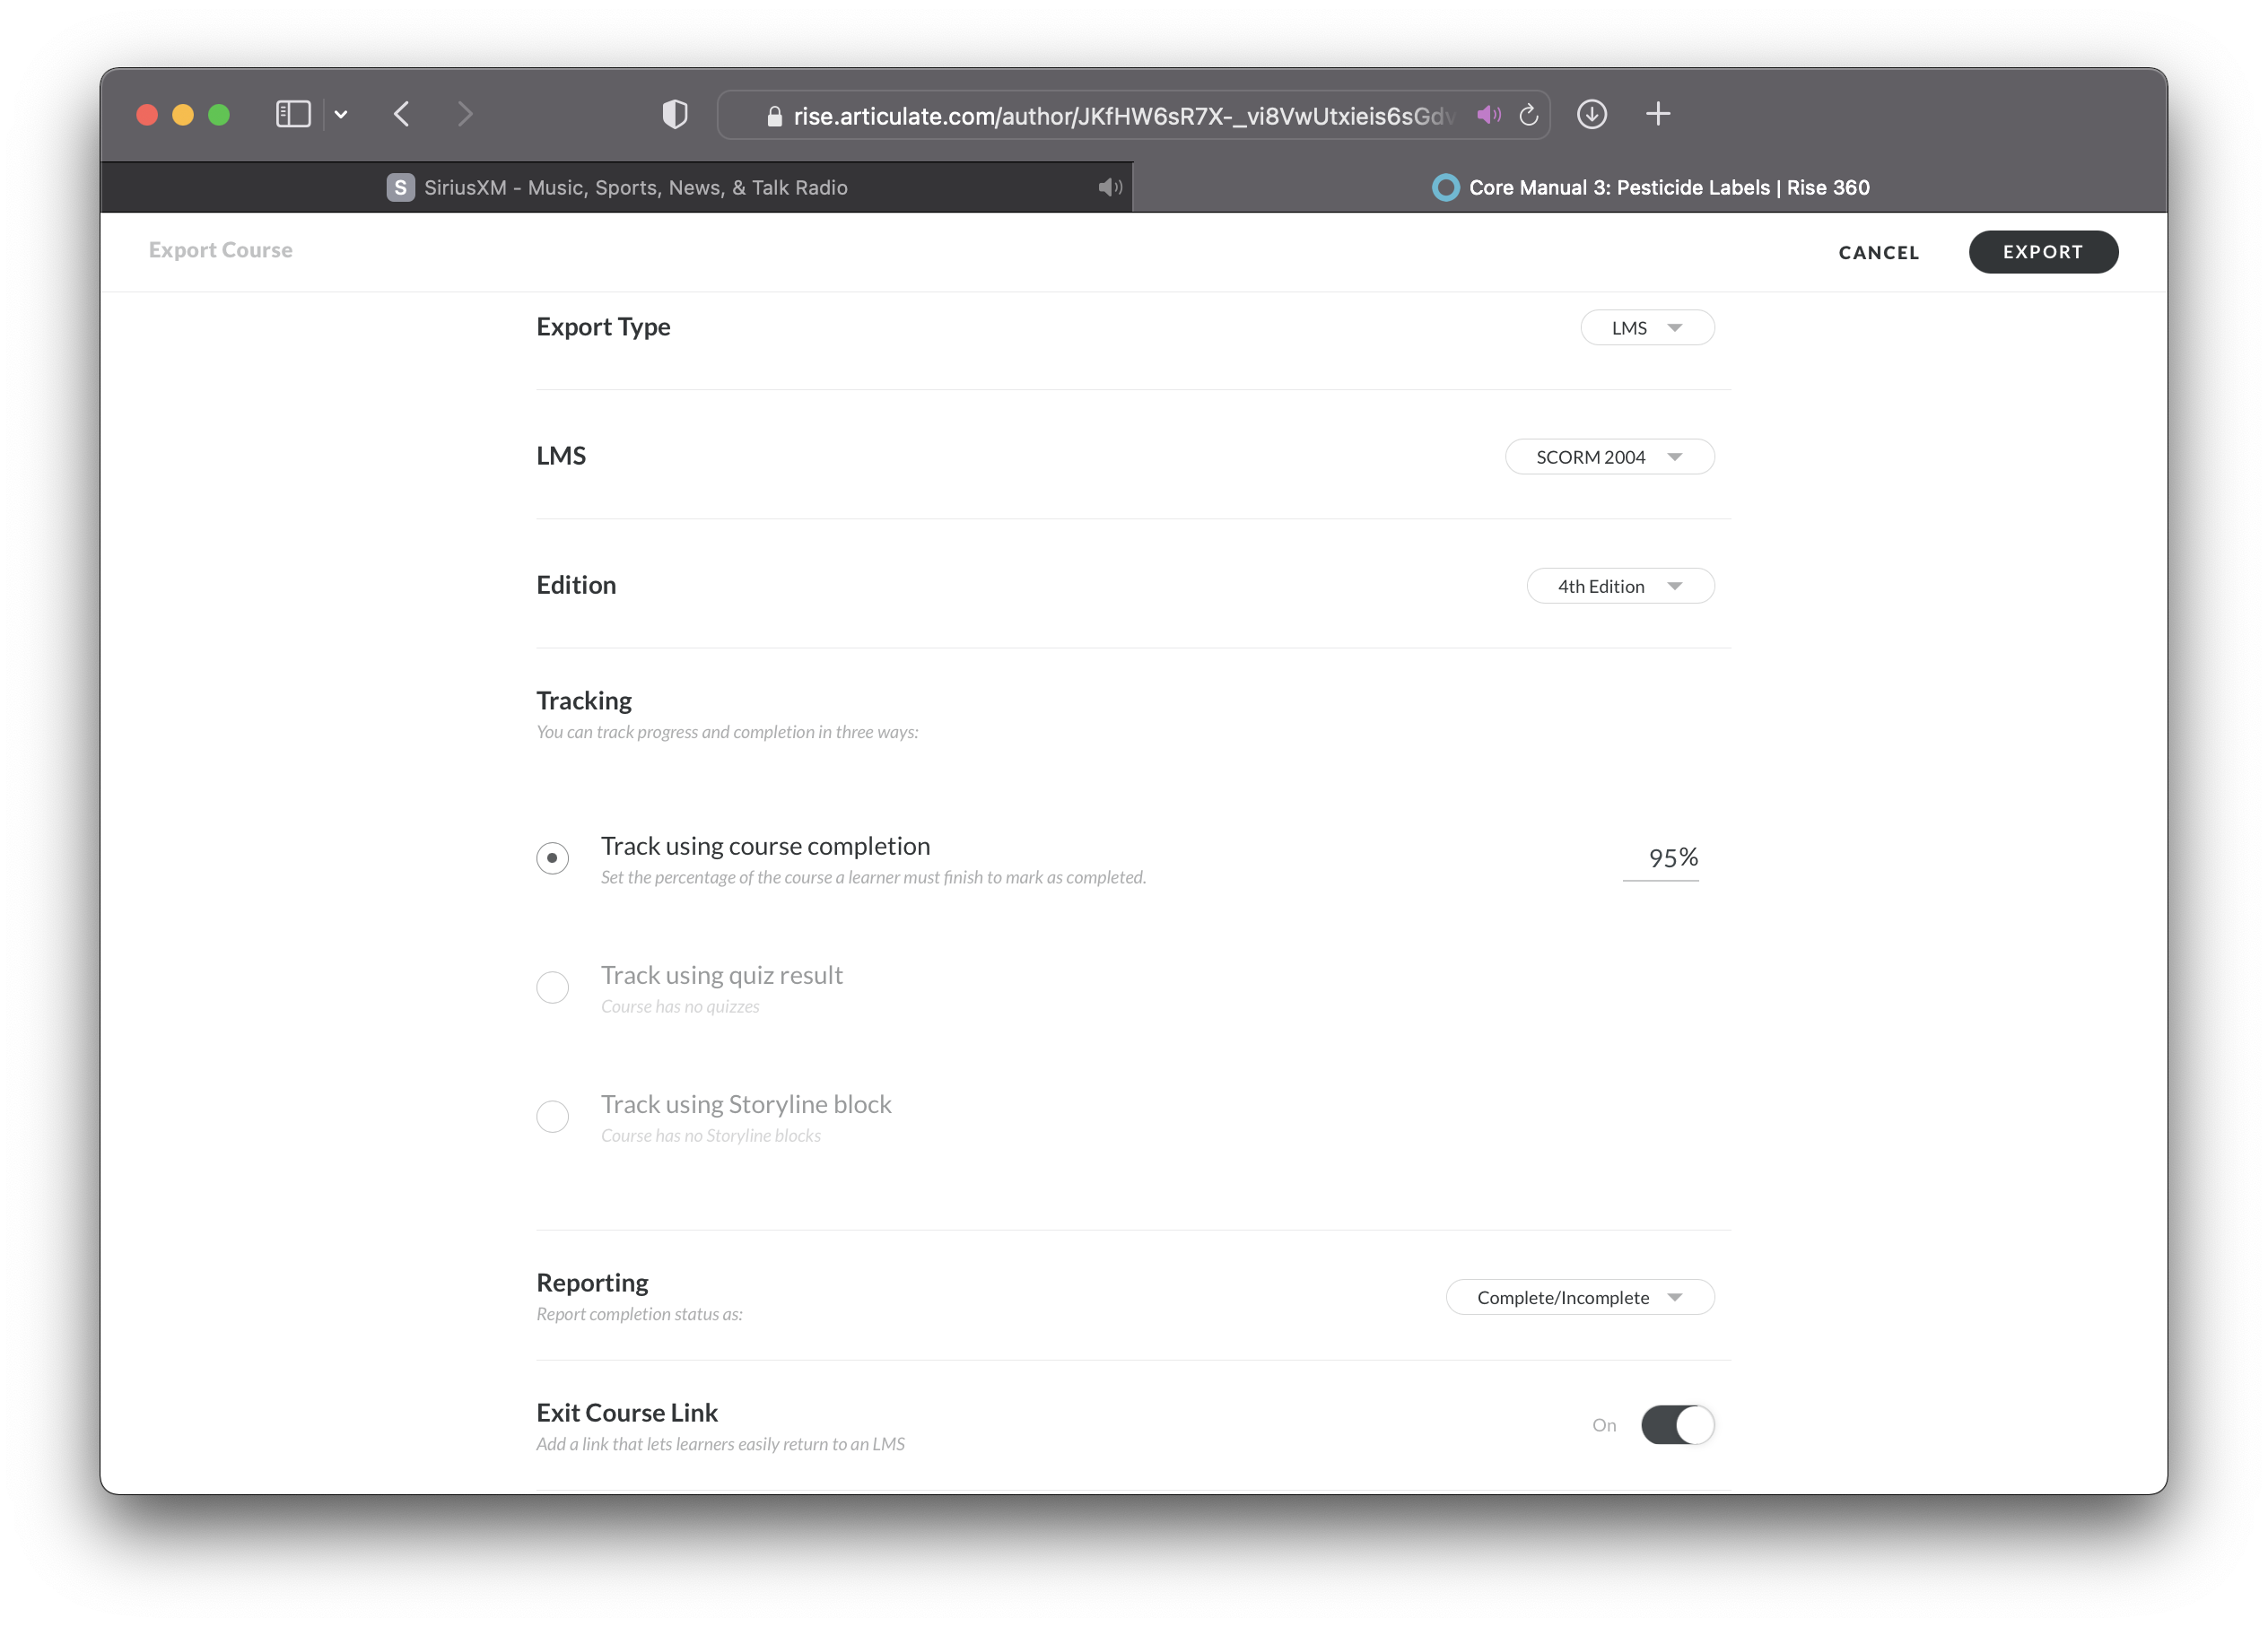 rise.articulate.com/author/JKfHW6sR7X-_vi8VwUtxieis6sGdv
S SiriusXM - Music, Sports, News, & Talk Radio
Core Manual 3: Pesticide Labels | Rise 360
Export Course
CANCEL
EXPORT
Export Type
LMS
LMS
SCORM 2004
Edition
4th Edition
Tracking
You can track progress and completion in three ways:
Track using course completion
95%
Set the percentage of the course a learner must finish to mark as completed.
Track using quiz result
Course has no quizzes
Track using Storyline block
Course has no Storyline blocks
Reporting
Complete/Incomplete
Report completion status as:
Exit Course Link
On
Add a link that lets learners easily return to an LMS